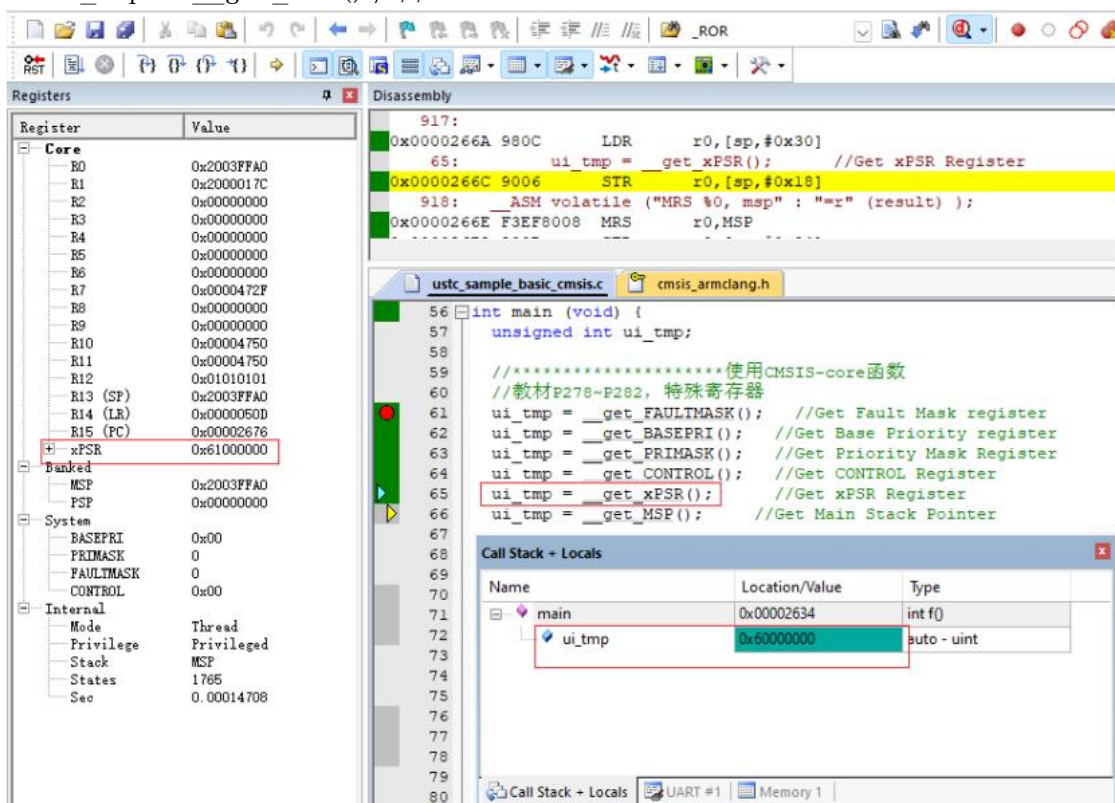 _ROR
RST
Registers
Register Value
Core
R0 0x2003FFA0
R1 0x2000017C
R2 0x00000000
R3 0x00000000
R4 0x00000000
R5 0x00000000
R6 0x00000000
R7 0x0000472F
R8 0x00000000
R9 0x00000000
R10 0x00004750
R11 0x00004750
R12 0x01010101
R13 (SP) 0x2003FFA0
R14 (LR) 0x0000050D
R15 (PC) 0x00002676
xPSR 0x61000000
Banked
MSP 0x2003FFA0
PSP 0x00000000
System
BASEPRI 0x00
PRIMASK 0
FAULTMASK 0
CONTROL 0x00
Internal
Mode Thread
Privilege Privileged
Stack MSP
States 1765
Sec 0.00014708
Disassembly
917:
0x0000266A 980C LDR r0,[sp,#0x30]
65: ui_tmp = __get_xPSR(); //Get xPSR Register
0x0000266C 9006 STR r0,[sp,#0x18]
918: __ASM volatile ("MRS %0, msp" : "=r" (result) );
0x0000266E F3EF8008 MRS r0,MSP
ustc_sample_basic_cmsis.c cmsis_armclang.h
56 int main (void) {
57 unsigned int ui_tmp;
58
59 //**********************使用CMSIS-core函数
60 //教材P278~P282, 特殊寄存器
61 ui_tmp = __get_FAULTMASK(); //Get Fault Mask register
62 ui_tmp = __get_BASEPRI(); //Get Base Priority register
63 ui_tmp = __get_PRIMASK(); //Get Priority Mask Register
64 ui_tmp = __get_CONTROL(); //Get CONTROL Register
65 ui_tmp = __get_xPSR(); //Get xPSR Register
66 ui_tmp = __get_MSP(); //Get Main Stack Pointer
67
68
69
70
71
72
73
74
75
76
77
78
79
80
Call Stack + Locals
Name Location/Value Type
main 0x00002634 int f()
ui_tmp 0x60000000 auto - uint
Call Stack + Locals UART #1 Memory 1